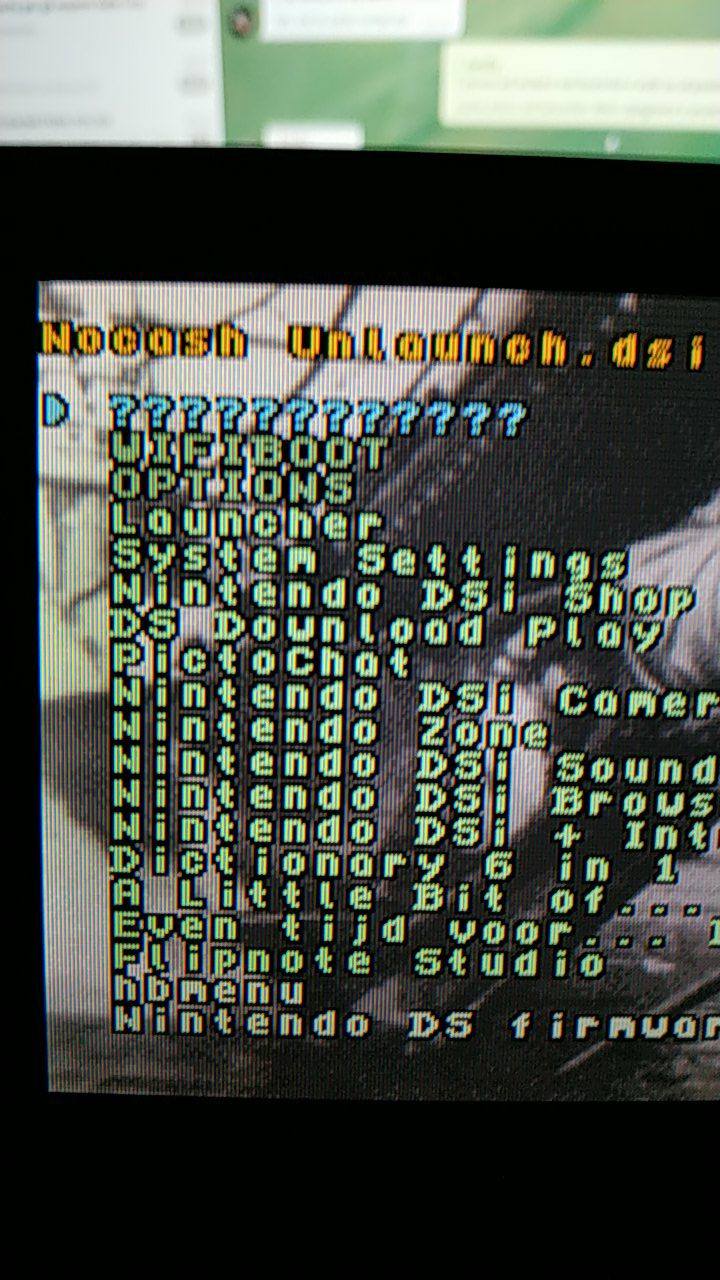 Nocash Unlaunch.dsi
D ????????????
WIFIBOOT
OPTIONS
Launcher
System Settings
Nintendo DSi Shop
DS Download Play
PictoChat
Nintendo DSi Camer
Nintendo Zone
Nintendo DSi Sound
Nintendo DSi Brows
Nintendo DSi + Int
Dictionary 6 in 1
A Little Bit of...
Even tijd voor...
Flipnote Studio
hbmenu
Nintendo DS firmwar